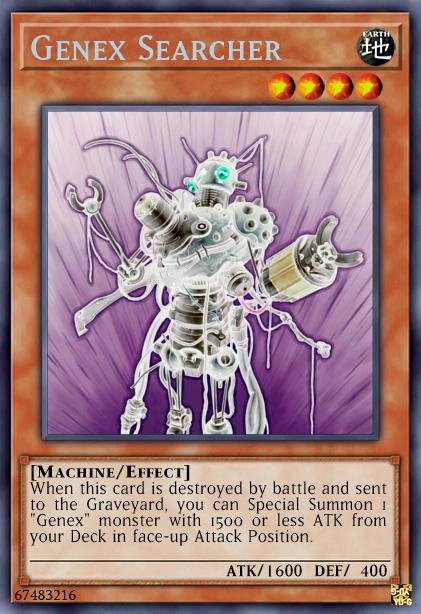 Genex Searcher
EARTH
地
[Machine/Effect]
When this card is destroyed by battle and sent
to the Graveyard, you can Special Summon 1
"Genex" monster with 1500 or less ATK from
your Deck in face-up Attack Position.
ATK/1600 DEF/ 400
67483216